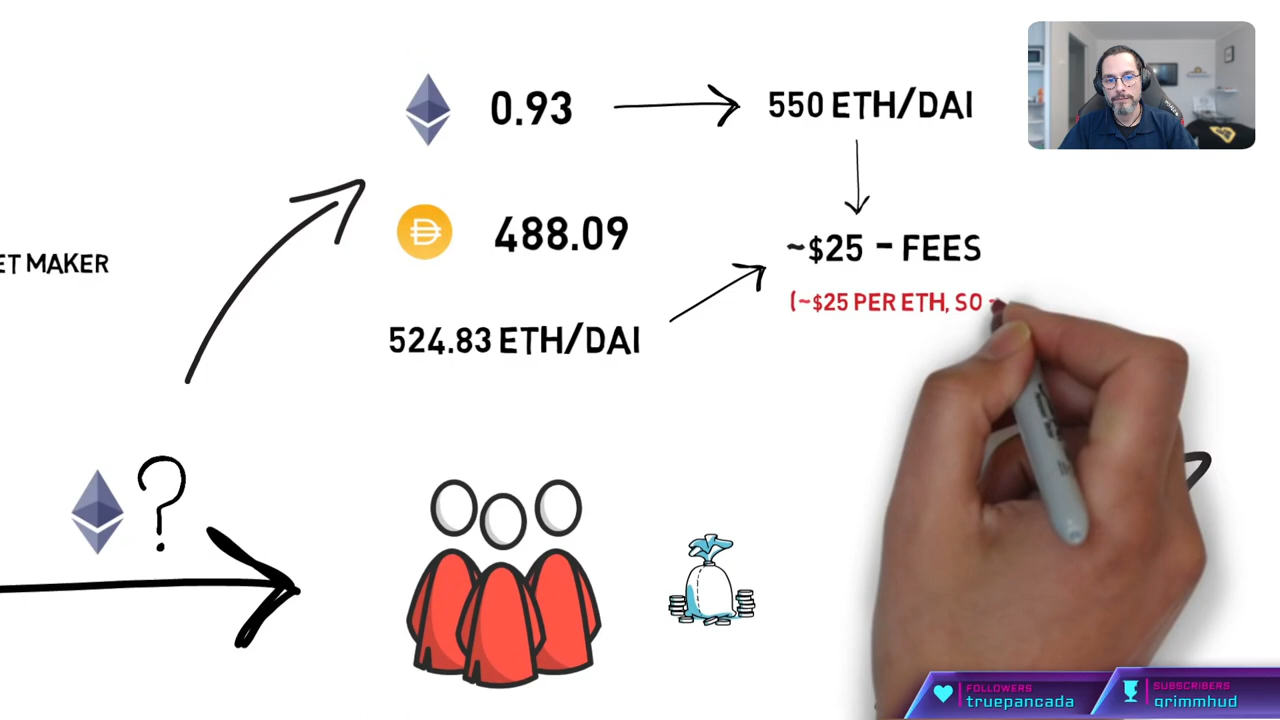 0.93
550 ETH/DAI
488.09
~$25 - FEES
ET MAKER
(~$25 PER ETH, SO ~
524.83 ETH/DAI
?
FOLLOWERS
truepancada
SUBSCRIBERS
grimmhud